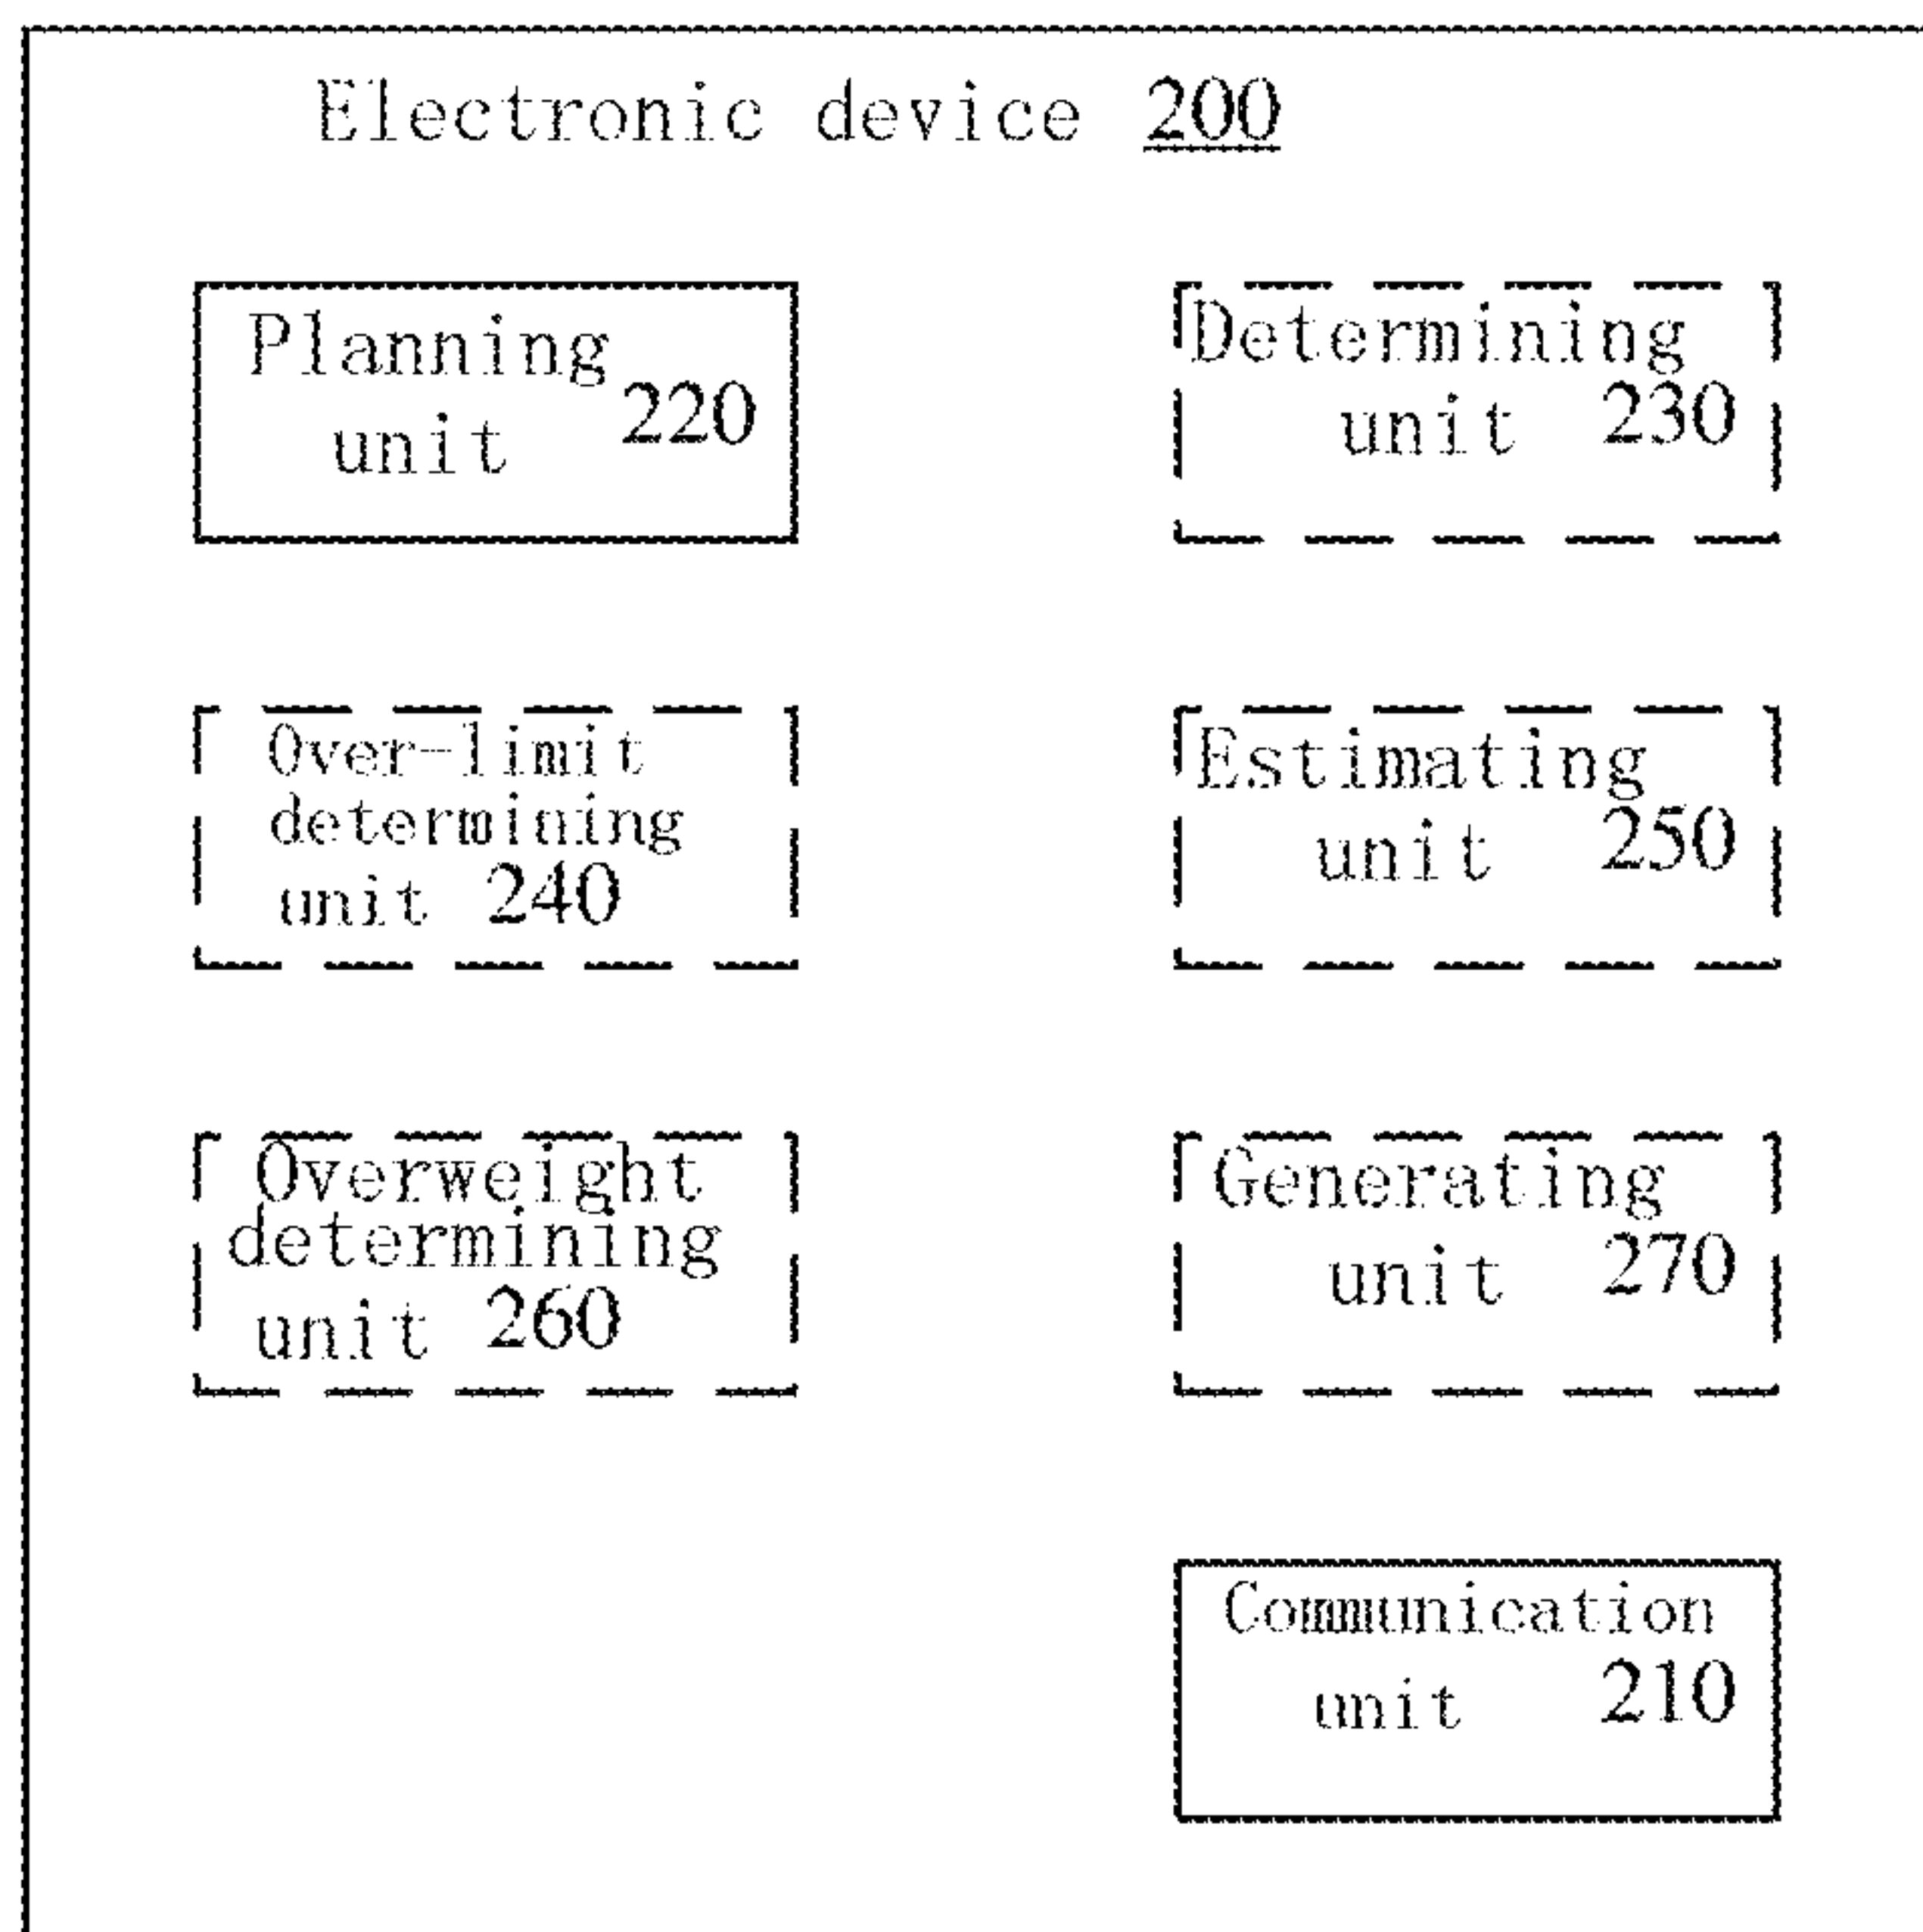 Electronic device 200
Planning
unit 220
Determining
unit 230
Over-limit
determining
unit 240
Estimating
unit 250
Overweight
determining
unit 260
Generating
unit 270
Communication
unit 210